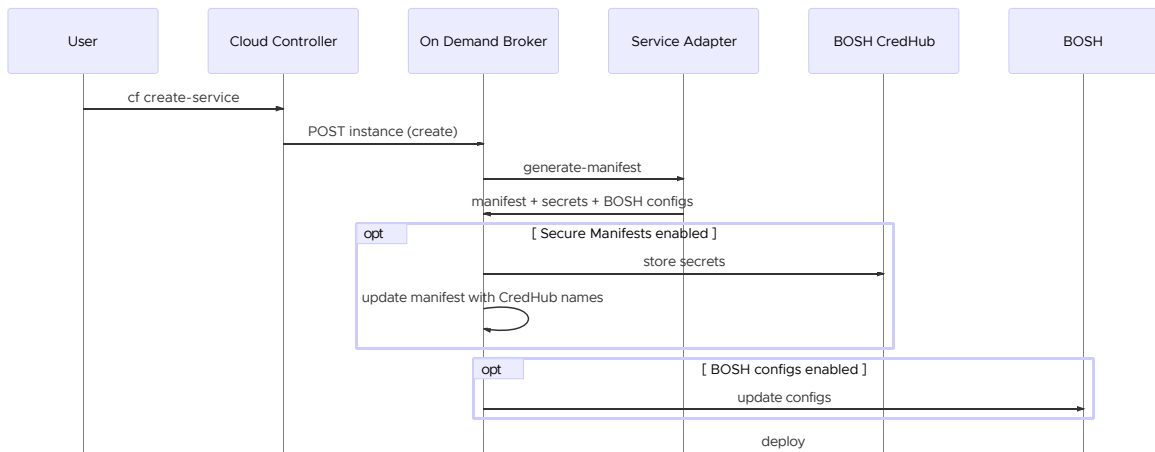 User
Cloud Controller
On Demand Broker
Service Adapter
BOSH CredHub
BOSH
cf create-service
POST instance (create)
generate-manifest
manifest + secrets + BOSH configs
opt
[ Secure Manifests enabled ]
store secrets
update manifest with CredHub names
opt
[ BOSH configs enabled ]
update configs
deploy